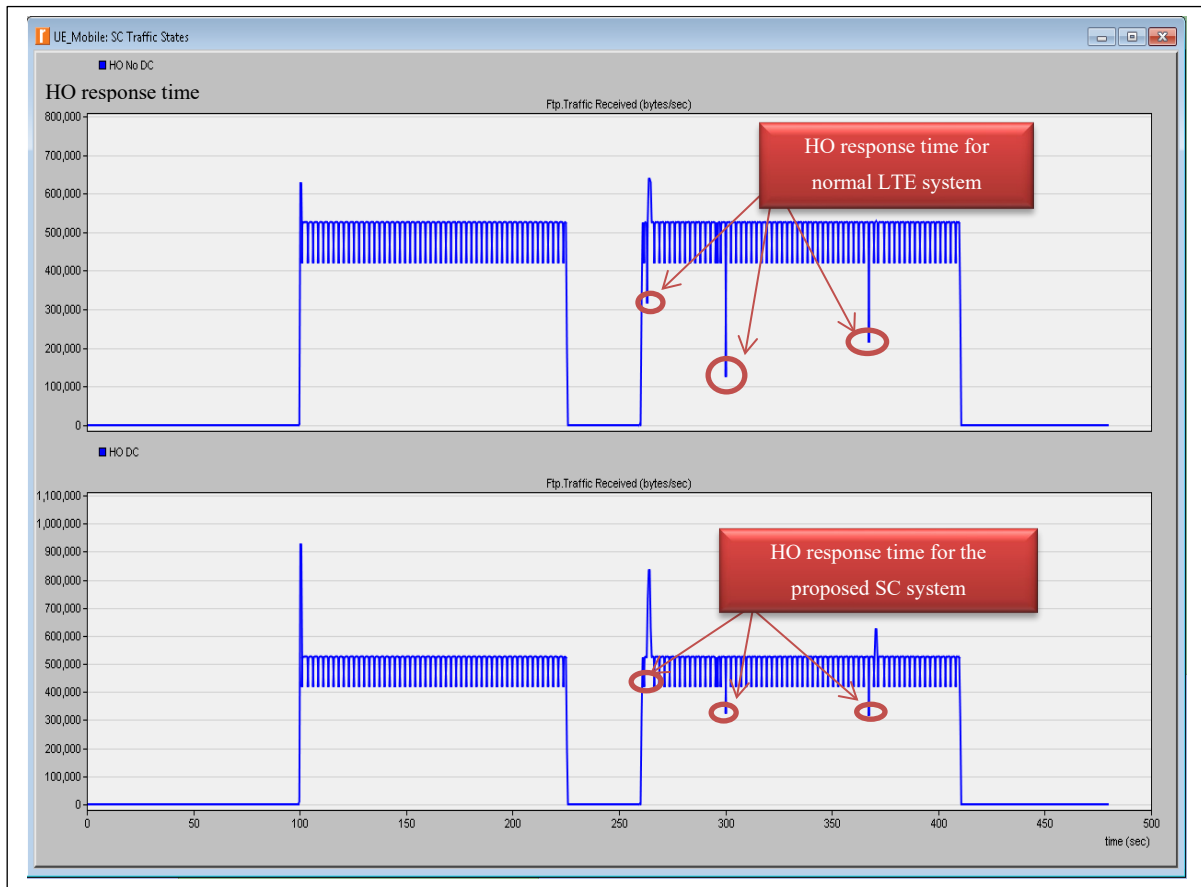 UE_Mobile: SC Traffic States
HO No DC
HO response time
Ftp.Traffic Received (bytes/sec)
800,000
700,000
600,000
500,000
400,000
300,000
200,000
100,000
0
HO response time for
normal LTE system
HO DC
Ftp.Traffic Received (bytes/sec)
1,100,000
1,000,000
900,000
800,000
700,000
600,000
500,000
400,000
300,000
200,000
100,000
0
HO response time for the
proposed SC system
0 50 100 150 200 250 300 350 400 450 500
time (sec)